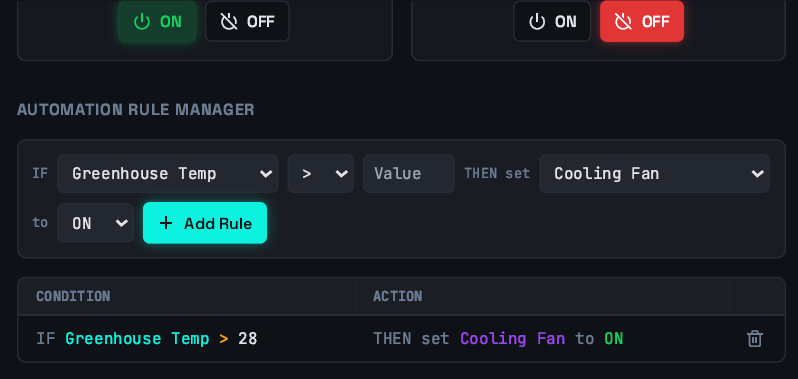 ON OFF ON OFF
AUTOMATION RULE MANAGER
IF Greenhouse Temp > Value THEN set Cooling Fan
to ON + Add Rule
CONDITION ACTION
IF Greenhouse Temp > 28 THEN set Cooling Fan to ON